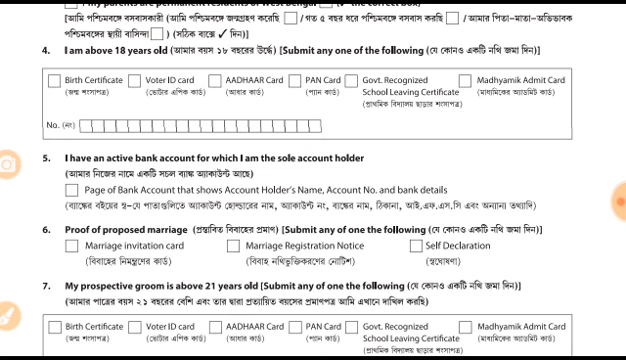 [আমি পশ্চিমবঙ্গে বসবাসকারী (আমি পশ্চিমবঙ্গে জন্মগ্রহণ করেছি / গত ৫ বছর ধরে পশ্চিমবঙ্গে বসবাস করছি / আমার পিতা-মাতা-অভিভাবক
পশ্চিমবঙ্গের স্থায়ী বাসিন্দা ) (সঠিক বাক্সে ✓ দিন)]
4. I am above 18 years old (আমার বয়স ১৮ বছরের উর্ধ্বে) [Submit any one of the following (যে কোনও একটি নথি জমা দিন)]
Birth Certificate Voter ID card AADHAAR Card PAN Card Govt. Recognized Madhyamik Admit Card
(জন্ম শংসাপত্র) (ভোটার এপিক কার্ড) (আধার কার্ড) (প্যান কার্ড) School Leaving Certificate (মাধ্যমিকের অ্যাডমিট কার্ড)
(প্রাথমিক বিদ্যালয় ছাড়ার শংসাপত্র)
No. (নং)
5. I have an active bank account for which I am the sole account holder
(আমার নিজের নামে একটি সচল ব্যাঙ্ক অ্যাকাউন্ট আছে)
Page of Bank Account that shows Account Holder's Name, Account No. and bank details
(ব্যাঙ্কের বইয়ের স্ব-যে পাতাগুলিতে অ্যাকাউন্ট হোল্ডারের নাম, অ্যাকাউন্ট নং, ব্যাঙ্কের নাম, ঠিকানা, আই.এফ.এস.সি এবং অন্যান্য তথ্যাদি)
6. Proof of proposed marriage (প্রস্তাবিত বিবাহের প্রমাণ) [Submit any one of the following (যে কোনও একটি নথি জমা দিন)]
Marriage invitation card Marriage Registration Notice Self Declaration
(বিবাহের নিমন্ত্রণের কার্ড) (বিবাহ নথিভুক্তিকরণের নোটিশ) (স্বঘোষণা)
7. My prospective groom is above 21 years old [Submit any one of the following (যে কোনও একটি নথি জমা দিন)]
(আমার পাত্রের বয়স ২১ বছরের বেশি এবং তার দ্বারা প্রত্যায়িত বয়সের প্রমাণপত্র আমি এখানে দাখিল করছি)
Birth Certificate Voter ID card AADHAAR Card PAN Card Govt. Recognized Madhyamik Admit Card
(জন্ম শংসাপত্র) (ভোটার এপিক কার্ড) (আধার কার্ড) (প্যান কার্ড) School Leaving Certificate (মাধ্যমিকের অ্যাডমিট কার্ড)
(প্রাথমিক বিদ্যালয় ছাড়ার শংসাপত্র)